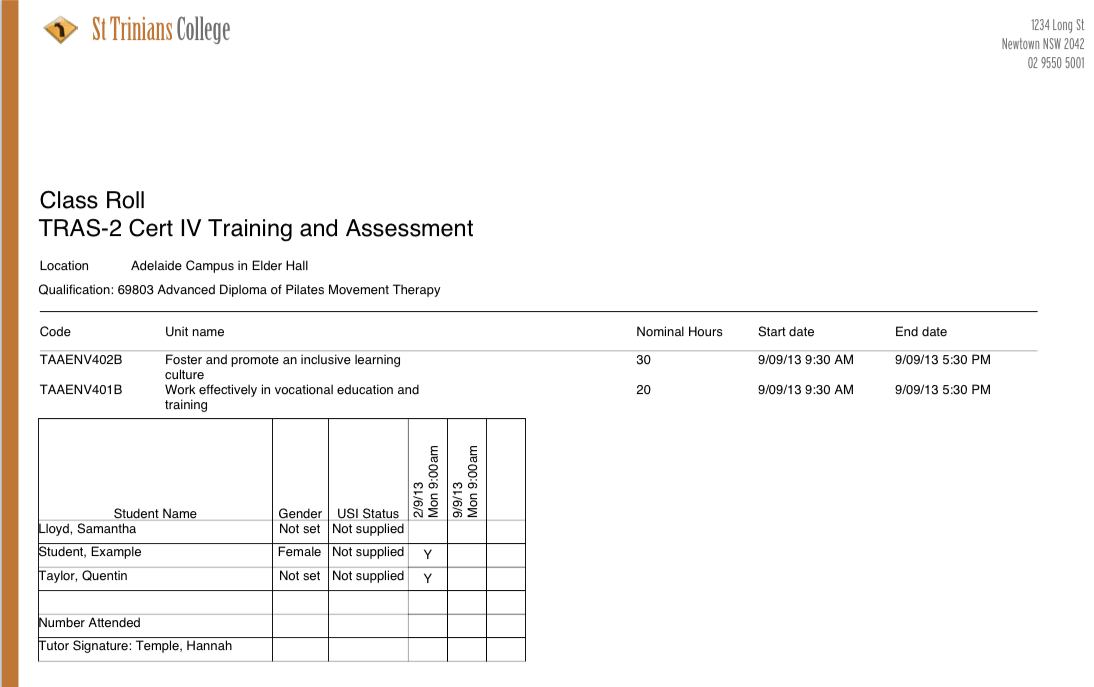 St Trinians College
1234 Long St
Newtown NSW 2042
02 9550 5001
Class Roll
TRAS-2 Cert IV Training and Assessment
Location Adelaide Campus in Elder Hall
Qualification: 69803 Advanced Diploma of Pilates Movement Therapy
Code Unit name Nominal Hours Start date End date
TAAENV402B Foster and promote an inclusive learning 30 9/09/13 9:30 AM 9/09/13 5:30 PM
culture
TAAENV401B Work effectively in vocational education and 20 9/09/13 9:30 AM 9/09/13 5:30 PM
training
Student Name Gender USI Status 2/9/13 Mon 9:00am 9/9/13 Mon 9:00am
Lloyd, Samantha Not set Not supplied
Student, Example Female Not supplied Y
Taylor, Quentin Not set Not supplied Y
Number Attended
Tutor Signature: Temple, Hannah